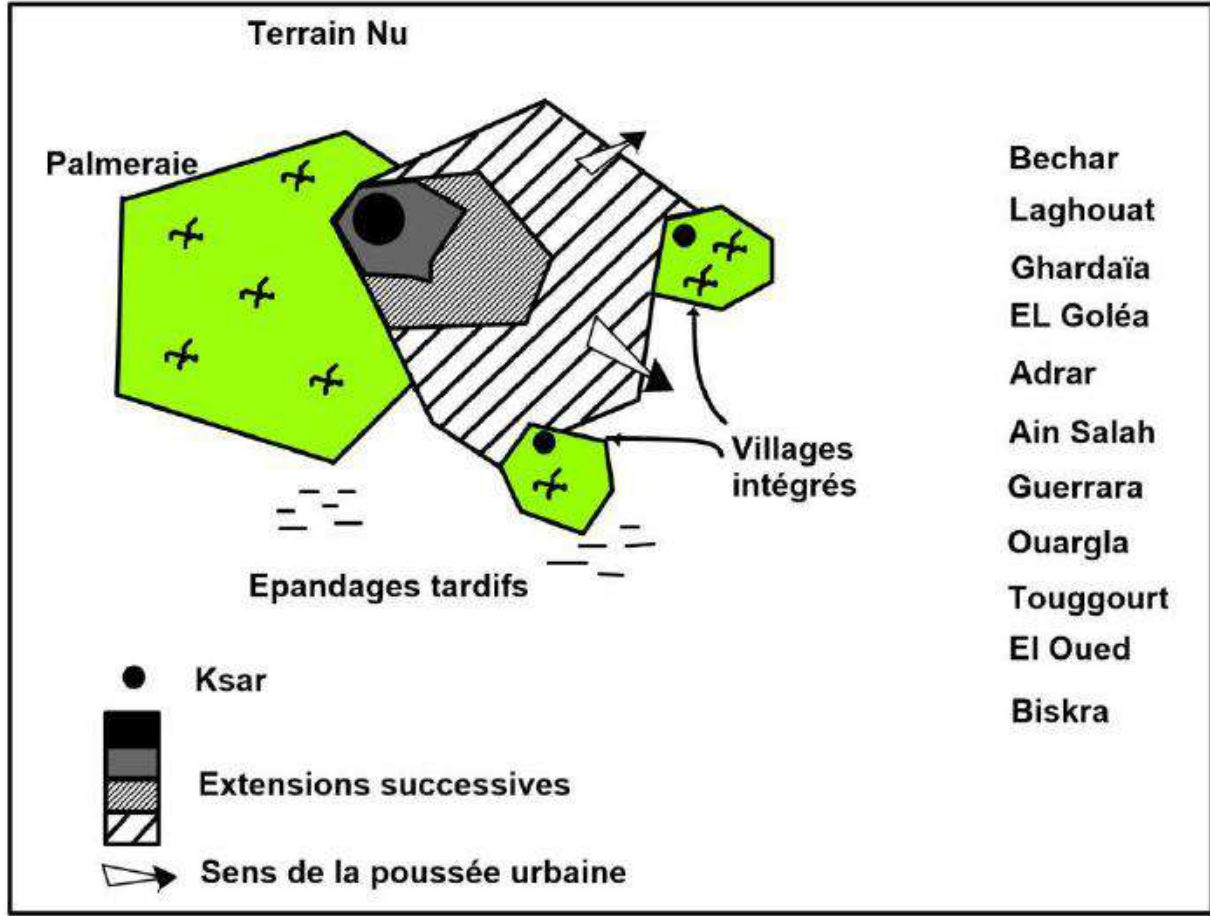 Terrain Nu
Palmeraie
Villages
intégrés
Epandages tardifs
Ksar
Extensions successives
Sens de la poussée urbaine
Bechar
Laghouat
Ghardaïa
EL Goléa
Adrar
Ain Salah
Guerrara
Ouargla
Touggourt
El Oued
Biskra